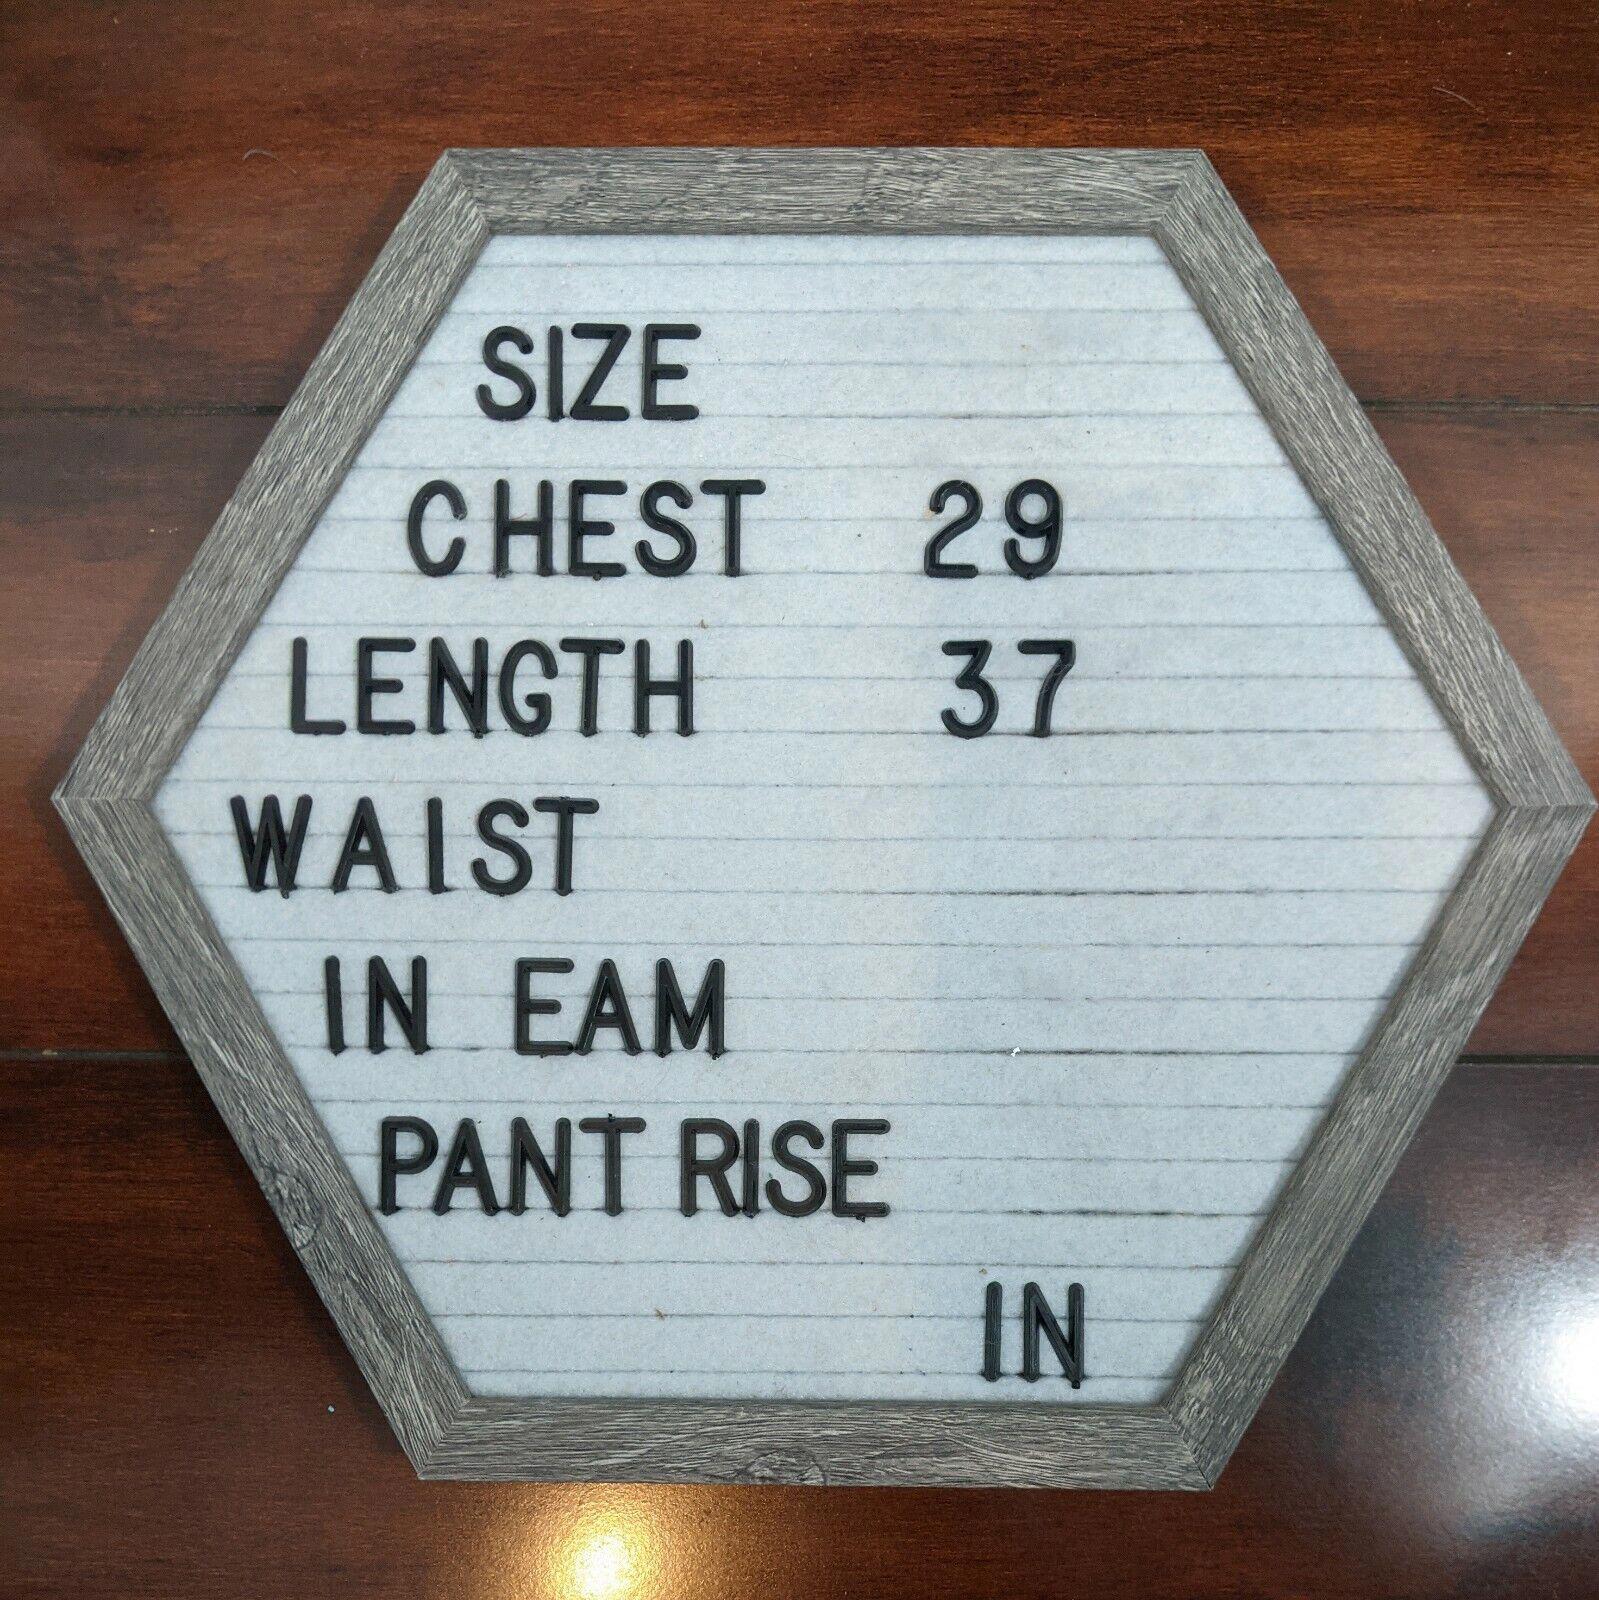 SIZE
CHEST 29
LENGTH 37
WAIST
IN EAM
PANT RISE
IN